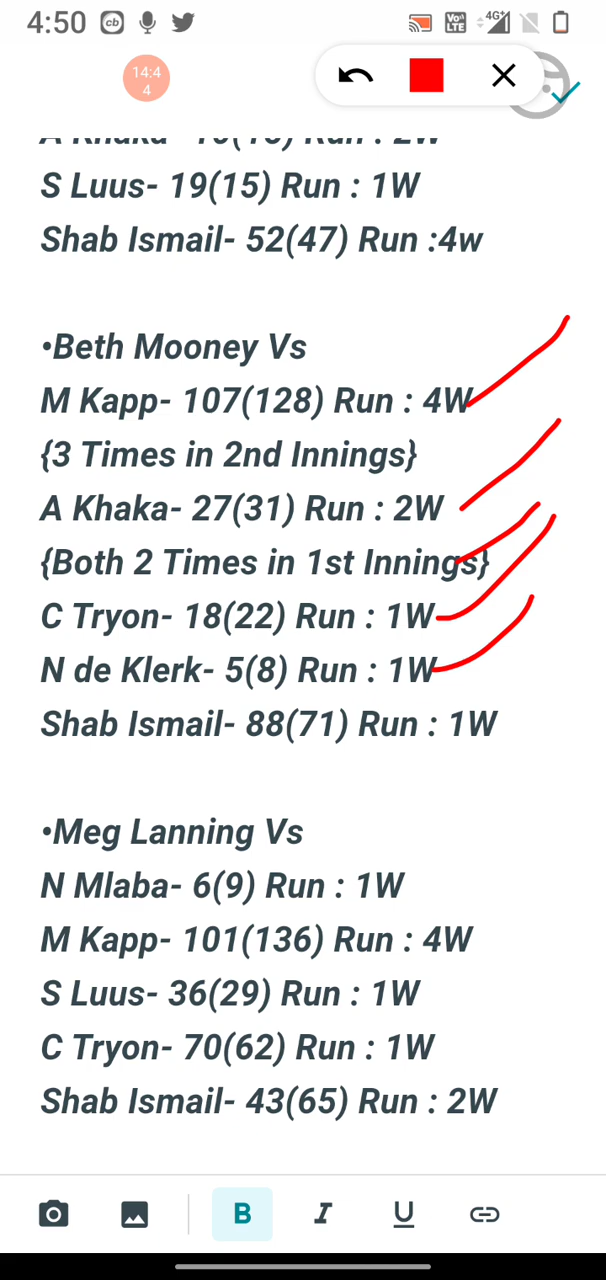 4:50
cb
Vo))
LTE
4G+
14:4
4
S Luus- 19(15) Run : 1W
Shab Ismail- 52(47) Run :4w
•Beth Mooney Vs
M Kapp- 107(128) Run : 4W
{3 Times in 2nd Innings}
A Khaka- 27(31) Run : 2W
{Both 2 Times in 1st Innings}
C Tryon- 18(22) Run : 1W
N de Klerk- 5(8) Run : 1W
Shab Ismail- 88(71) Run : 1W
•Meg Lanning Vs
N Mlaba- 6(9) Run : 1W
M Kapp- 101(136) Run : 4W
S Luus- 36(29) Run : 1W
C Tryon- 70(62) Run : 1W
Shab Ismail- 43(65) Run : 2W
B I U